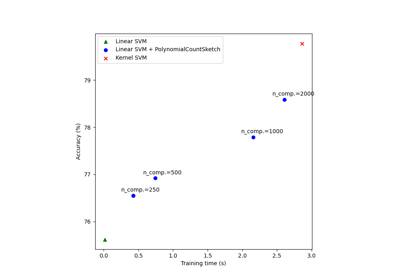 Linear SVM
Linear SVM + PolynomialCountSketch
Kernel SVM
79
n_comp.=2000
78
n_comp.=1000
Accuracy (%)
77
n_comp.=500
n_comp.=250
76
0.0 0.5 1.0 1.5 2.0 2.5 3.0
Training time (s)